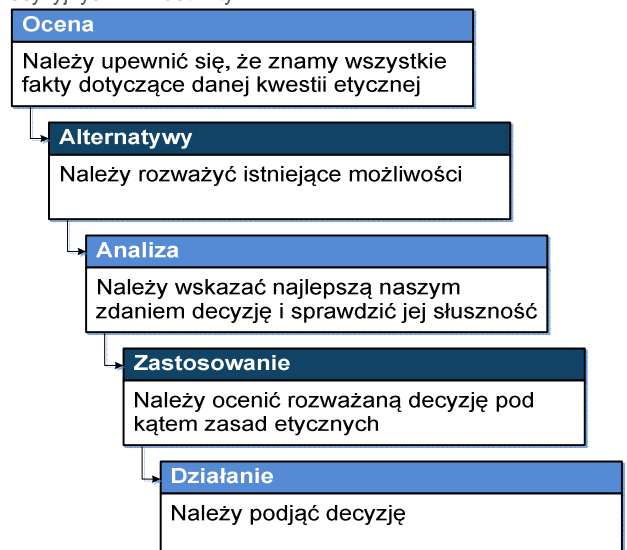 Ocena
Należy upewnić się, że znamy wszystkie
fakty dotyczące danej kwestii etycznej
Alternatywy
Należy rozważyć istniejące możliwości
Analiza
Należy wskazać najlepszą naszym
zdaniem decyzję i sprawdzić jej słuszność
Zastosowanie
Należy ocenić rozważaną decyzję pod
kątem zasad etycznych
Działanie
Należy podjąć decyzję